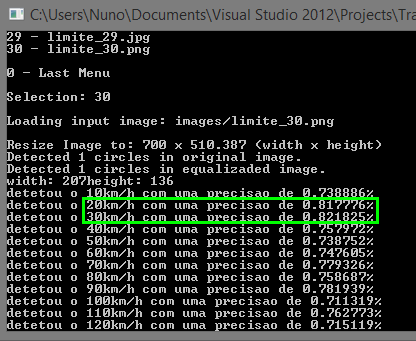 C:\Users\Nuno\Documents\Visual Studio 2012\Projects\Tra
29 - limite_29.jpg
30 - limite_30.png
0 - Last Menu
Selection: 30
Loading input image: images/limite_30.png
Resize Image to: 700 x 510.387 (width x height)
Detected 1 circles in original image.
Detected 1 circles in equalizaded image.
width: 207height: 136
detetou o 10km/h com uma precisao de 0.738886%
detetou o 20km/h com uma precisao de 0.817776%
detetou o 30km/h com uma precisao de 0.821825%
detetou o 40km/h com uma precisao de 0.757972%
detetou o 50km/h com uma precisao de 0.738752%
detetou o 60km/h com uma precisao de 0.747605%
detetou o 70km/h com uma precisao de 0.779326%
detetou o 80km/h com uma precisao de 0.758687%
detetou o 90km/h com uma precisao de 0.781939%
detetou o 100km/h com uma precisao de 0.711319%
detetou o 110km/h com uma precisao de 0.762773%
detetou o 120km/h com uma precisao de 0.715119%